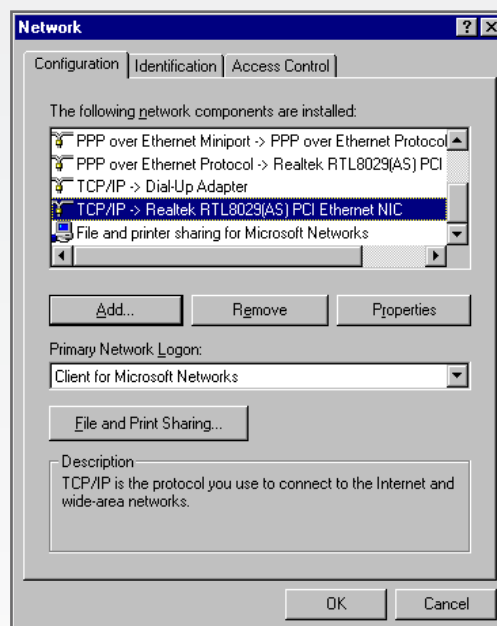 Network
Configuration Identification Access Control
The following network components are installed:
PPP over Ethernet Miniport -> PPP over Ethernet Protocol
PPP over Ethernet Protocol -> Realtek RTL8029(AS) PCI
TCP/IP -> Dial-Up Adapter
TCP/IP -> Realtek RTL8029(AS) PCI Ethernet NIC
File and printer sharing for Microsoft Networks
Add... Remove Properties
Primary Network Logon:
Client for Microsoft Networks
File and Print Sharing...
Description
TCP/IP is the protocol you use to connect to the Internet and
wide-area networks.
OK Cancel